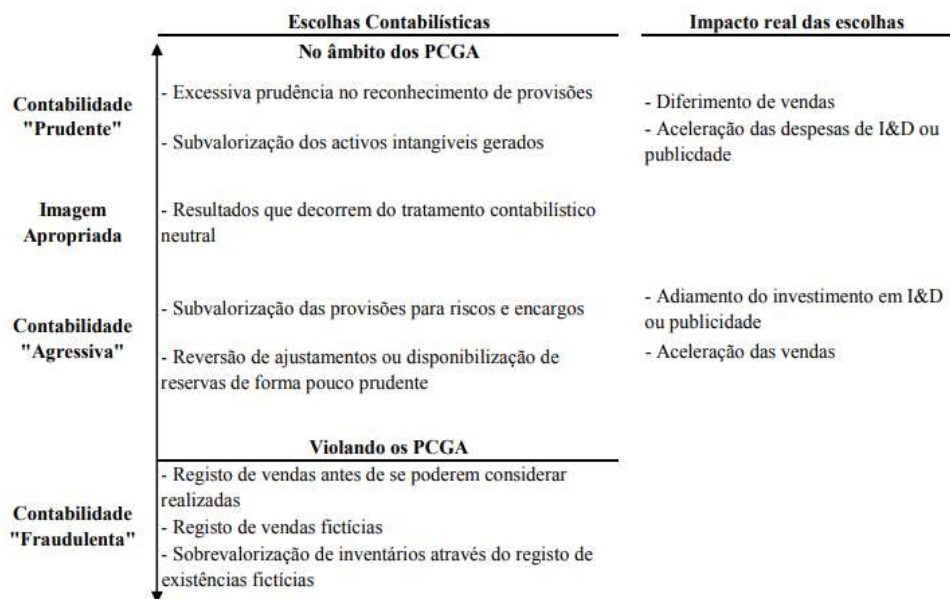 Escolhas Contabilísticas
Impacto real das escolhas
No âmbito dos PCGA
Contabilidade
"Prudente"
- Excessiva prudência no reconhecimento de provisões
- Subvalorização dos activos intangíveis gerados
- Diferimento de vendas
- Aceleração das despesas de I&D ou
publicdade
Imagem
Apropriada
- Resultados que decorrem do tratamento contabilístico
neutral
Contabilidade
"Agressiva"
- Subvalorização das provisões para riscos e encargos
- Reversão de ajustamentos ou disponibilização de
reservas de forma pouco prudente
- Adiamento do investimento em I&D
ou publicidade
- Aceleração das vendas
Violando os PCGA
Contabilidade
"Fraudulenta"
- Registo de vendas antes de se poderem considerar
realizadas
- Registo de vendas fictícias
- Sobrevalorização de inventários através do registo de
existências fictícias